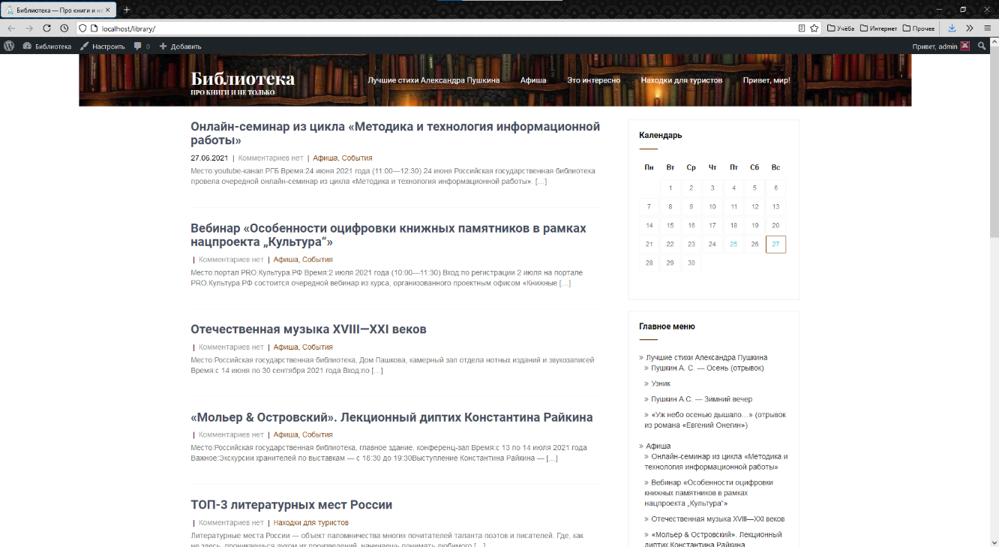 Библиотека — Про книги и не
localhost/library/
Учёба Интернет Прочее
Библиотека Настроить 0 Добавить
Привет, admin
Библиотека
ПРО КНИГИ И НЕ ТОЛЬКО
Лучшие стихи Александра Пушкина Афиша Это интересно Находки для туристов Привет, мир!
Онлайн-семинар из цикла «Методика и технология информационной
работы»
27.06.2021 | Комментариев нет | Афиша, События
Место:youtube-канал РГБ Время:24 июня 2021 года (11:00—12:30) 24 июня Российская государственная библиотека
провела очередной онлайн-семинар из цикла «Методика и технология информационной работы». […]
Вебинар «Особенности оцифровки книжных памятников в рамках
нацпроекта „Культура“»
| Комментариев нет | Афиша, События
Место:портал PRO.Культура.РФ Время:2 июля 2021 года (10:00—11:30) Вход:по регистрации 2 июля на портале
PRO.Культура.РФ состоится очередной вебинар из курса, организованного проектным офисом «Книжные […]
Отечественная музыка XVIII—XXI веков
| Комментариев нет | Афиша, События
Место Российская государственная библиотека, Дом Пашкова, камерный зал отдела нотных изданий и звукозаписей
Время:с 14 июня по 30 сентября 2021 года Вход:по […]
«Мольер & Островский». Лекционный диптих Константина Райкина
| Комментариев нет | Афиша, События
Место:Российская государственная библиотека, главное здание, конференц-зал Время:с 13 по 14 июля 2021 года
Важное:Экскурсии хранителей по выставкам — с 18:30 до 19:30Выступление Константина Райкина — […]
ТОП-3 литературных мест России
| Комментариев нет | Находки для туристов
Литературные места России — объект паломничества многих почитателей таланта поэтов и писателей. Где, как
не здесь, проникаешься духом их произведений, начинаешь понимать любимого […]
Календарь
Пн Вт Ср Чт Пт Сб Вс
1 2 3 4 5 6
7 8 9 10 11 12 13
14 15 16 17 18 19 20
21 22 23 24 25 26 27
28 29 30
Главное меню
» Лучшие стихи Александра Пушкина
» Пушкин А. С. — Осень (отрывок)
» Узник
» Пушкин А.С. — Зимний вечер
» «Уж небо осенью дышало…» (отрывок
из романа «Евгений Онегин»)
» Афиша
» Онлайн-семинар из цикла «Методика и
технология информационной работы»
» Вебинар «Особенности оцифровки
книжных памятников в рамках
нацпроекта „Культура“»
» Отечественная музыка XVIII—XXI веков
» «Мольер & Островский». Лекционный
диптих Константина Райкина